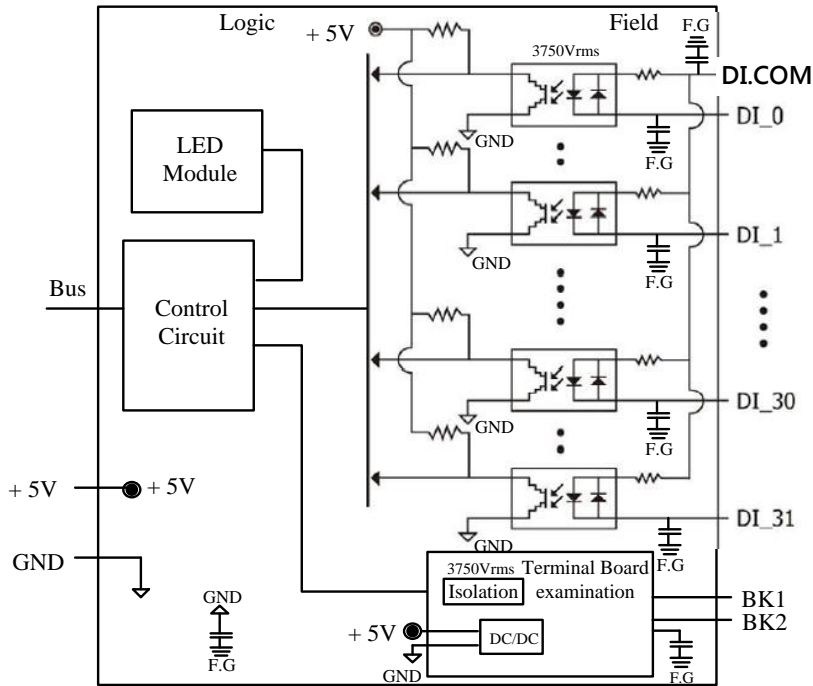 Logic
Field
F.G
+ 5V
3750Vrms
DI.COM
DI_0
GND
F.G
LED
Module
DI_1
GND
F.G
Bus
Control
Circuit
DI_30
GND
F.G
+ 5V
+ 5V
DI_31
GND
F.G
GND
3750Vrms
Terminal Board
Isolation
examination
BK1
GND
BK2
+ 5V
DC/DC
F.G
GND
F.G